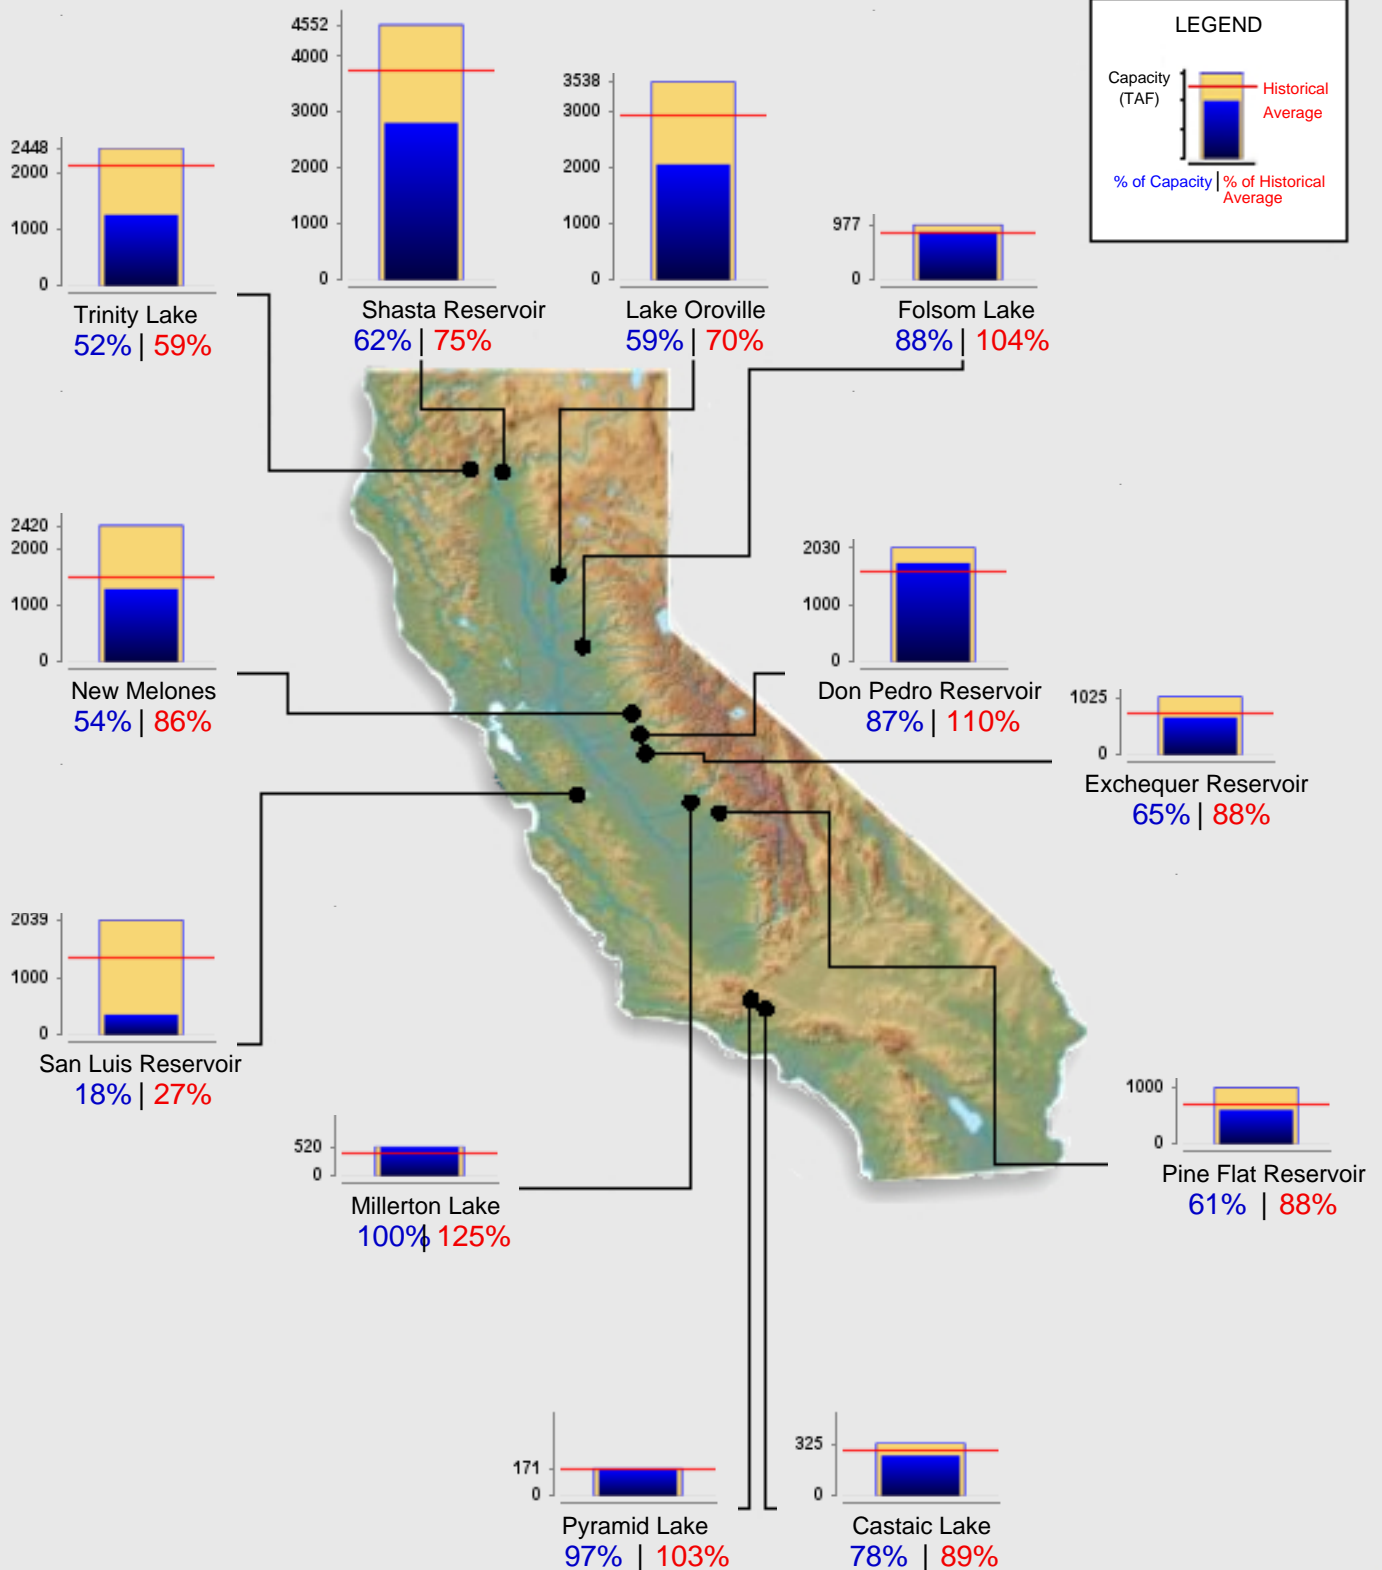 LEGEND
Capacity
(TAF)
Historical
Average
% of Capacity | % of Historical
Average
4552
4000
3000
2000
1000
0
Shasta Reservoir
62% | 75%
3538
3000
2000
1000
0
Lake Oroville
59% | 70%
2448
2000
1000
0
Trinity Lake
52% | 59%
977
0
Folsom Lake
88% | 104%
2420
2000
1000
0
New Melones
54% | 86%
2030
1000
0
Don Pedro Reservoir
87% | 110%
1025
0
Exchequer Reservoir
65% | 88%
2039
1000
0
San Luis Reservoir
18% | 27%
520
0
Millerton Lake
100% | 125%
1000
0
Pine Flat Reservoir
61% | 88%
171
0
Pyramid Lake
97% | 103%
325
0
Castaic Lake
78% | 89%